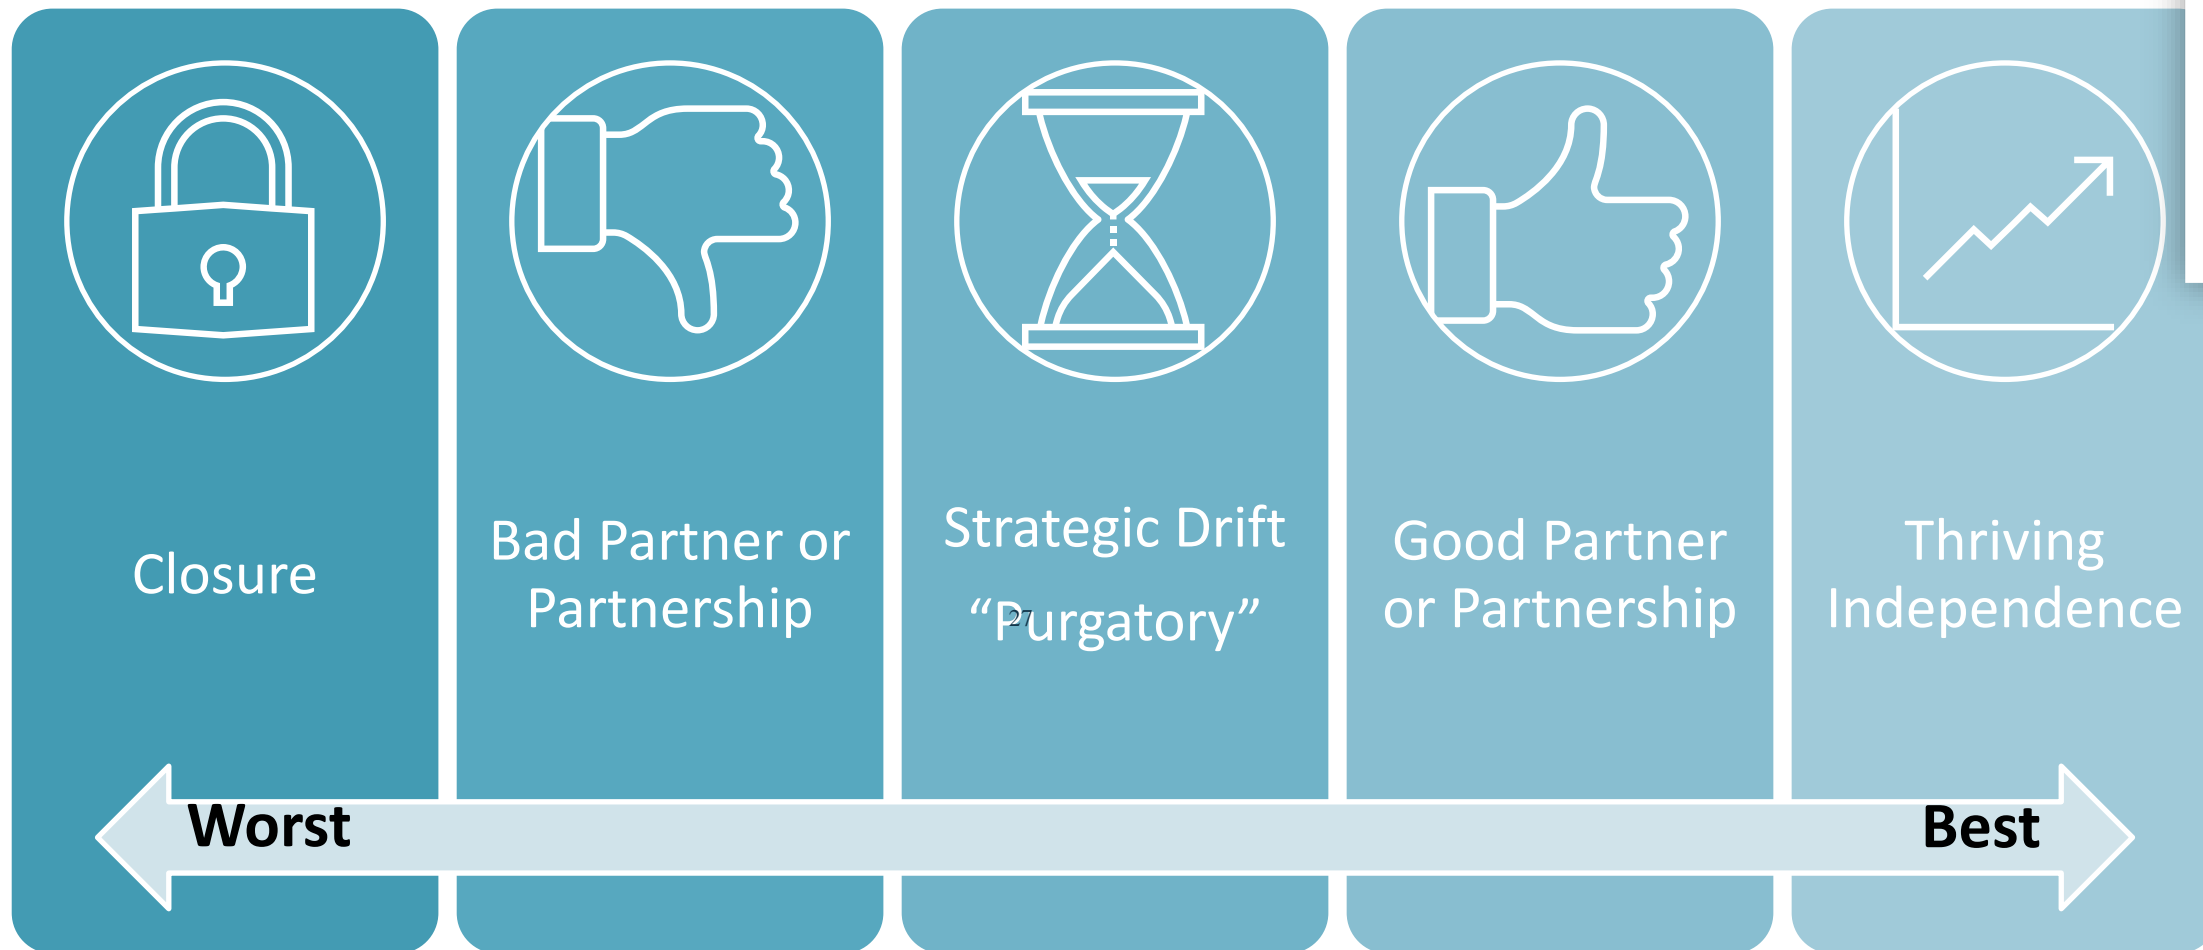 Closure
Bad Partner or
Partnership
Strategic Drift
“Purgatory”
27
Good Partner
or Partnership
Thriving
Independence
Worst
Best